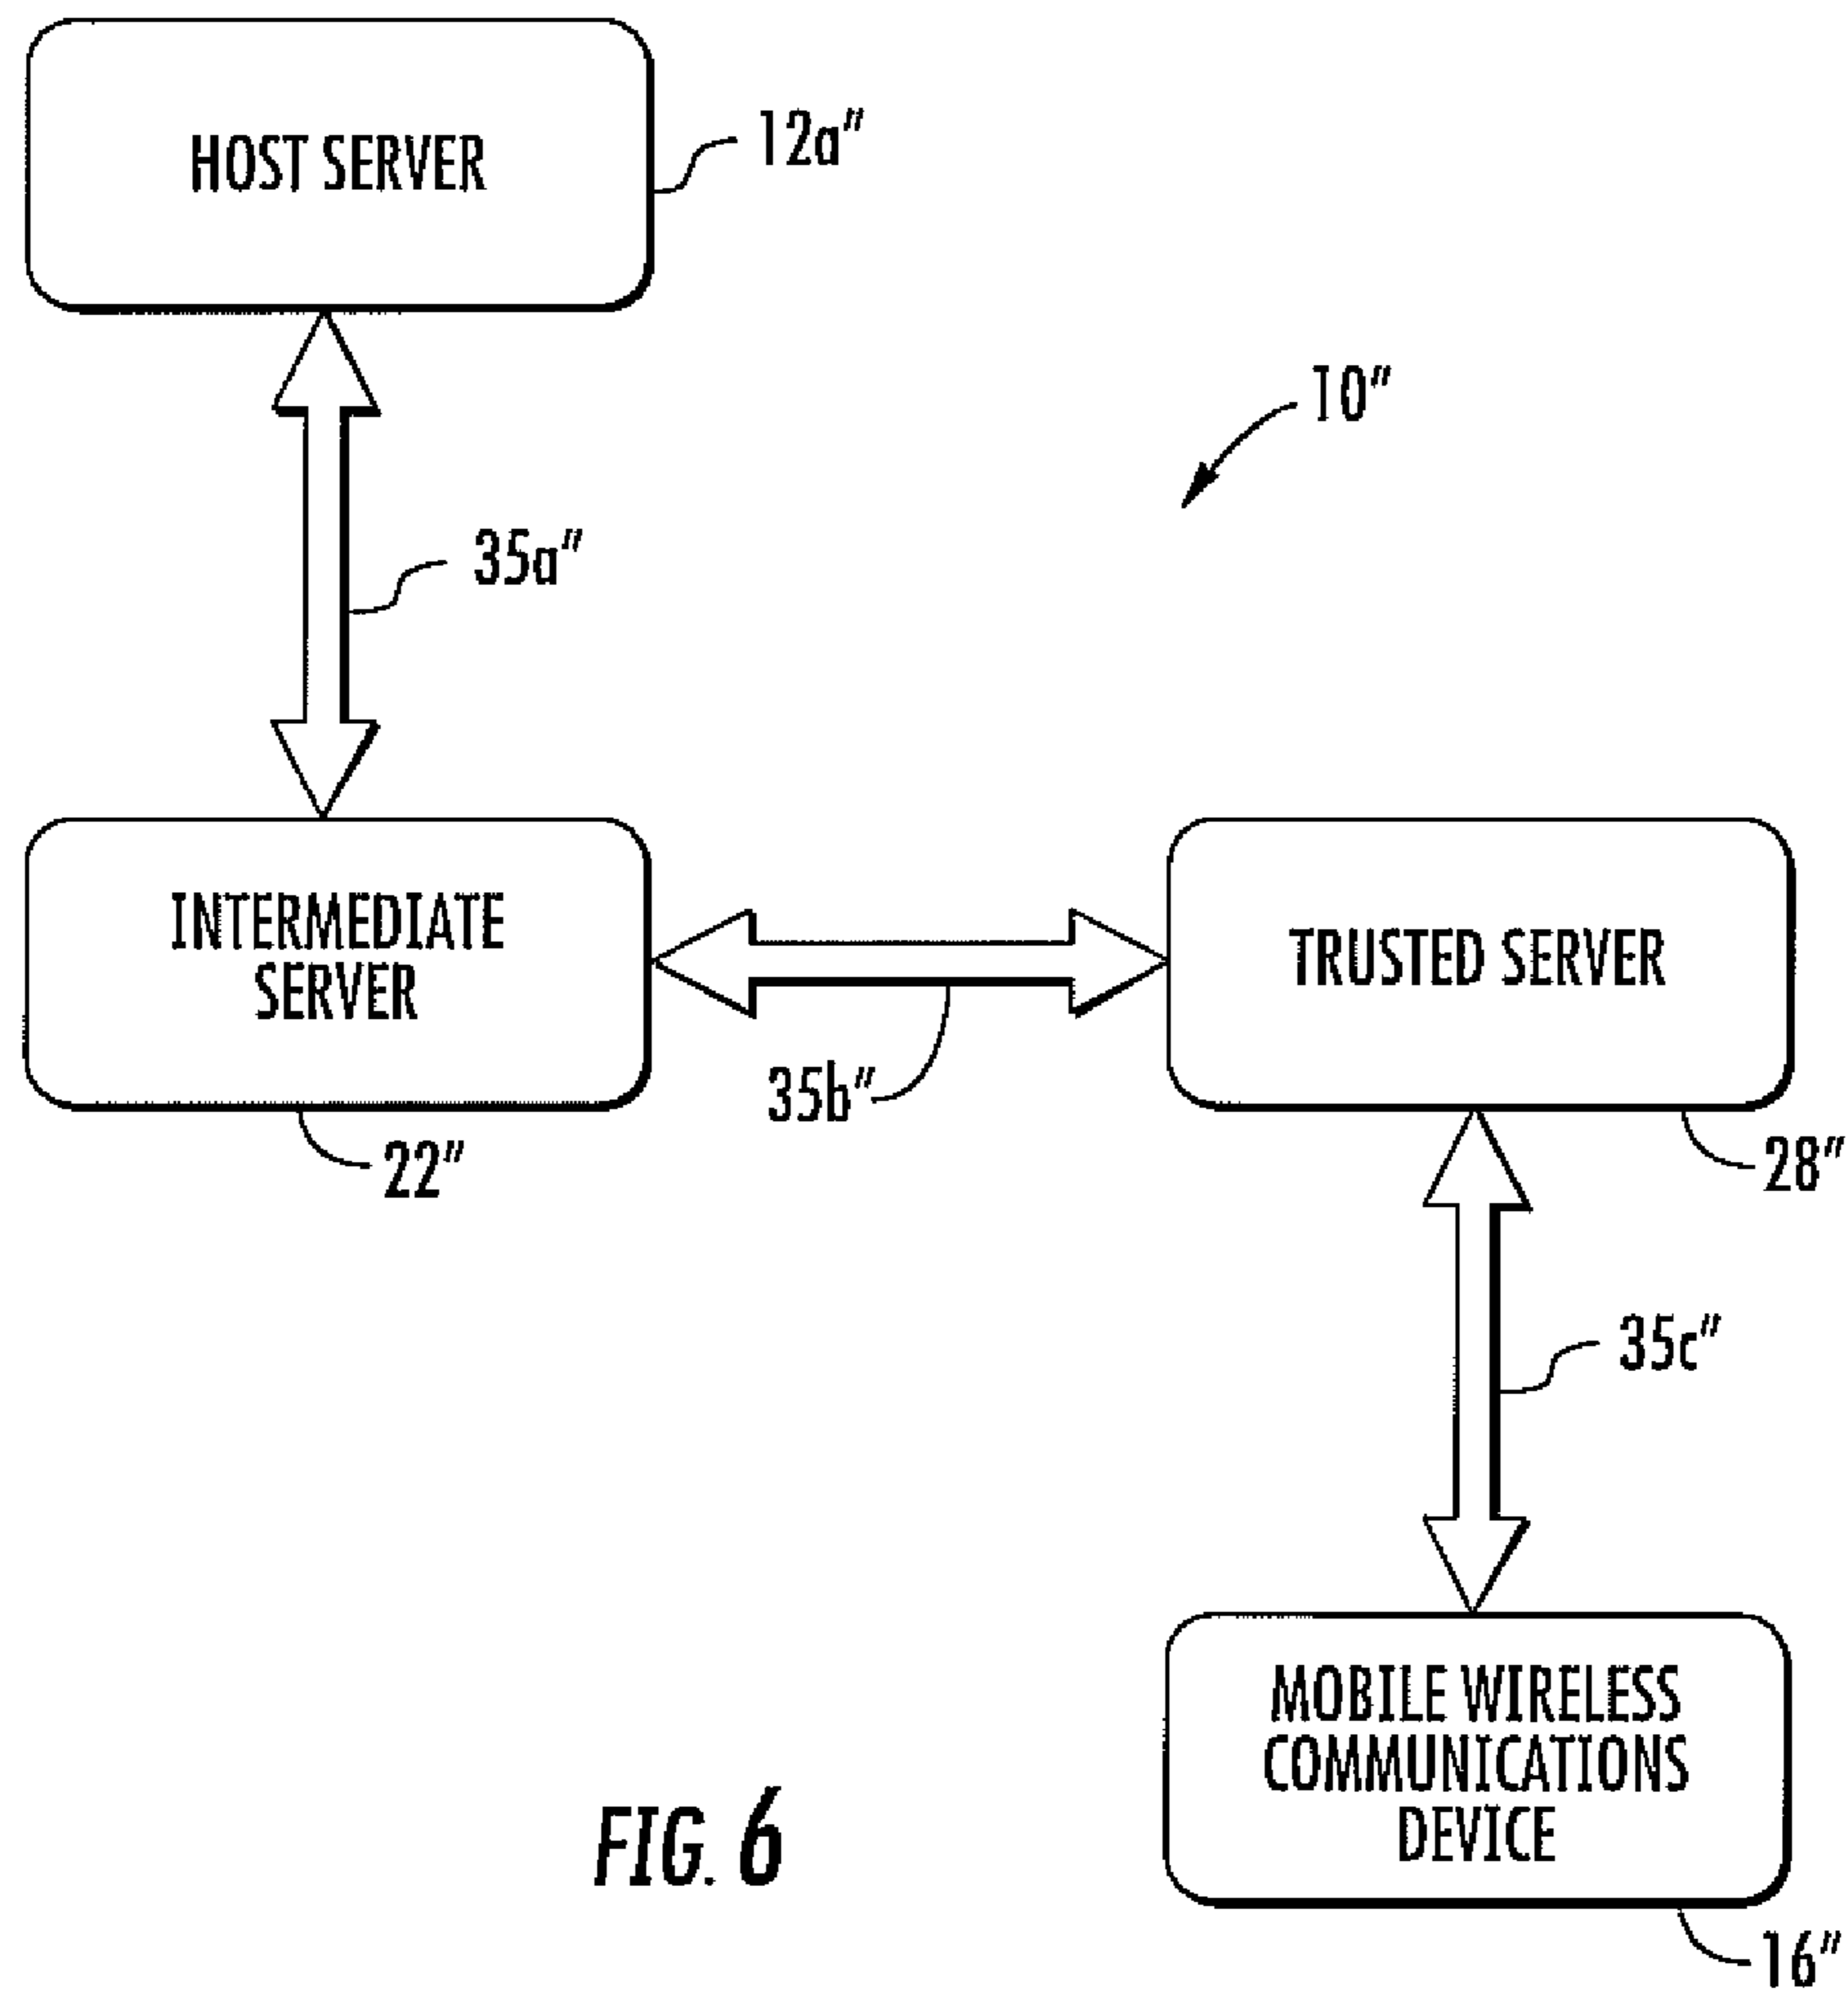 HOST SERVER
12a″
10″
35a″
INTERMEDIATE
SERVER
TRUSTED SERVER
35b″
22″
28″
35c″
MOBILE WIRELESS
COMMUNICATIONS
DEVICE
FIG. 6
16″